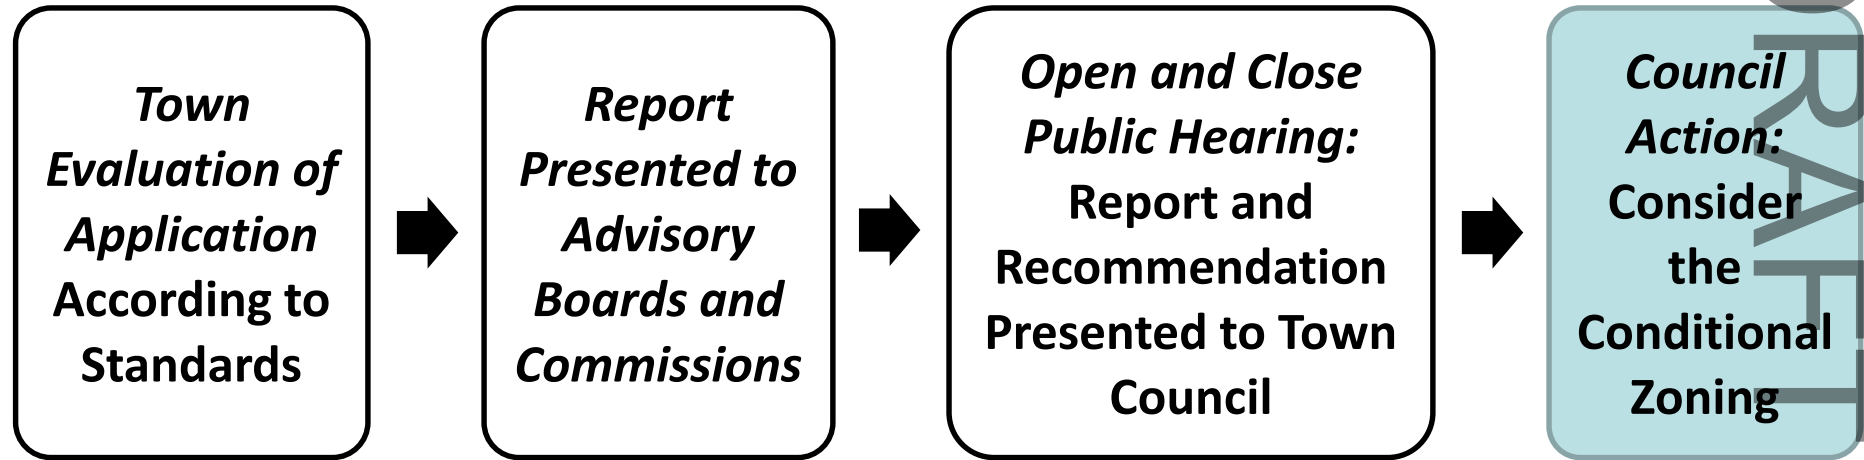 Town
Evaluation of
Application
According to
Standards
Report
Presented to
Advisory
Boards and
Commissions
Open and Close
Public Hearing:
Report and
Recommendation
Presented to Town
Council
Council
Action:
Consider
the
Conditional
Zoning
DRAFT